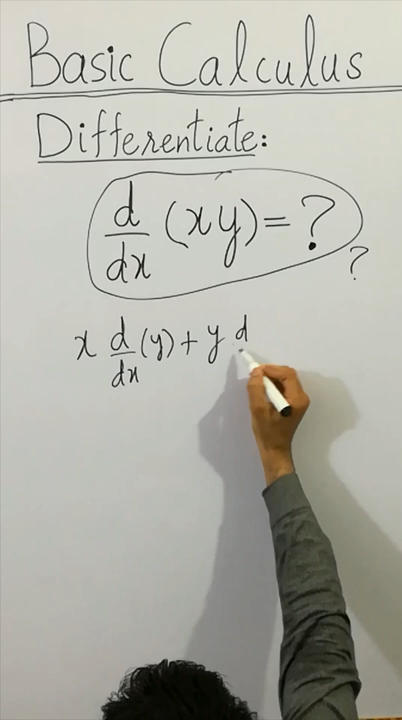 Basic Calculus
Differentiate:
d/dx (xy) = ?
?
x d/dx (y) + y d